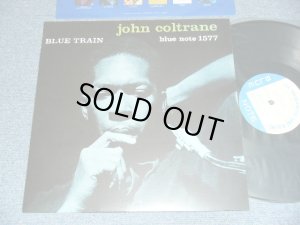 john coltrane
BLUE TRAIN
blue note 1577
SOLD OUT